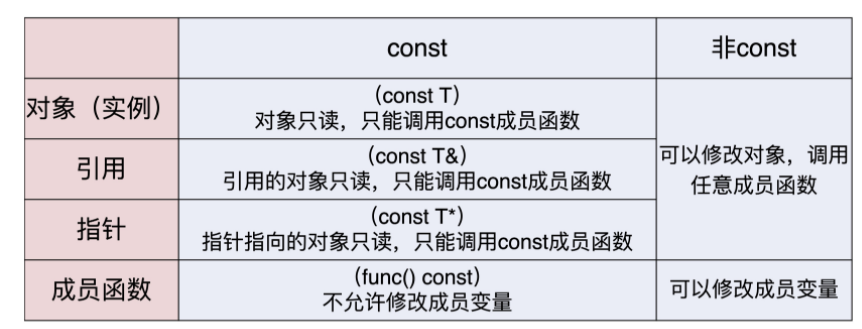 const
非const
对象（实例）
（const T）
对象只读，只能调用const成员函数
引用
（const T&）
引用的对象只读，只能调用const成员函数
可以修改对象，调用
任意成员函数
指针
（const T*）
指针指向的对象只读，只能调用const成员函数
成员函数
（func() const）
不允许修改成员变量
可以修改成员变量